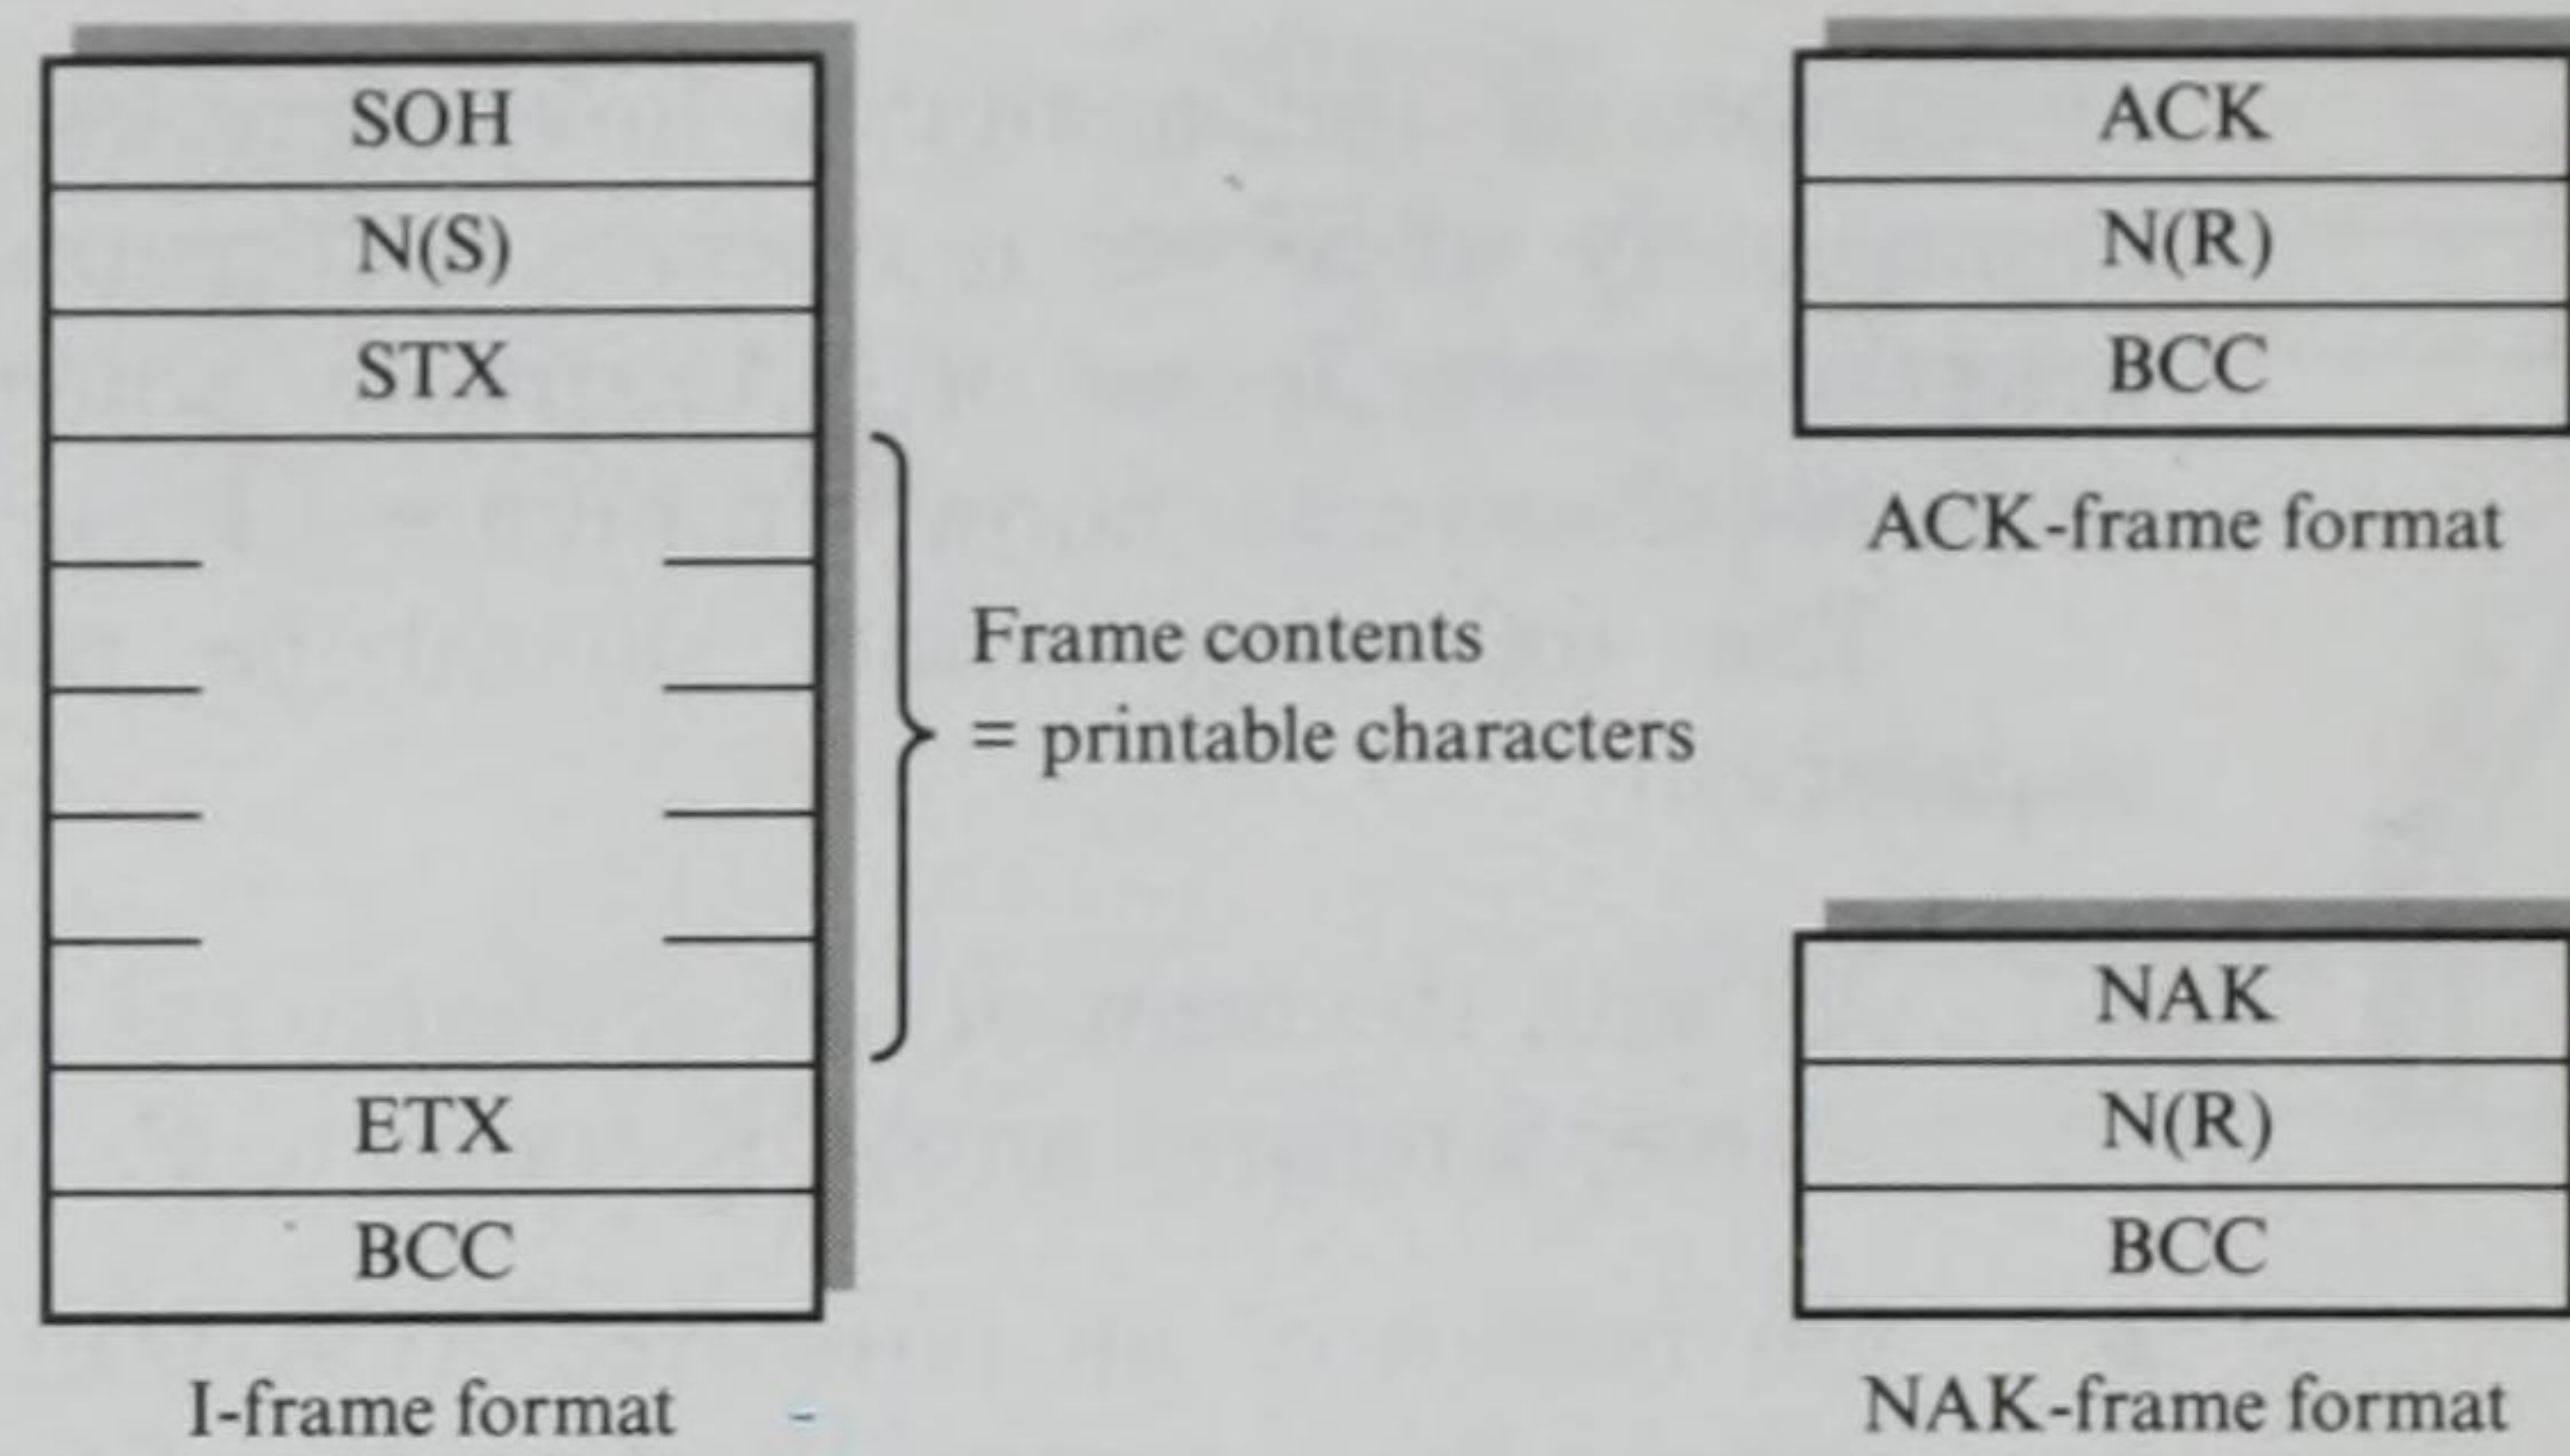 SOH
N(S)
STX
Frame contents
= printable characters
ETX
BCC
I-frame format
ACK
N(R)
BCC
ACK-frame format
NAK
N(R)
BCC
NAK-frame format